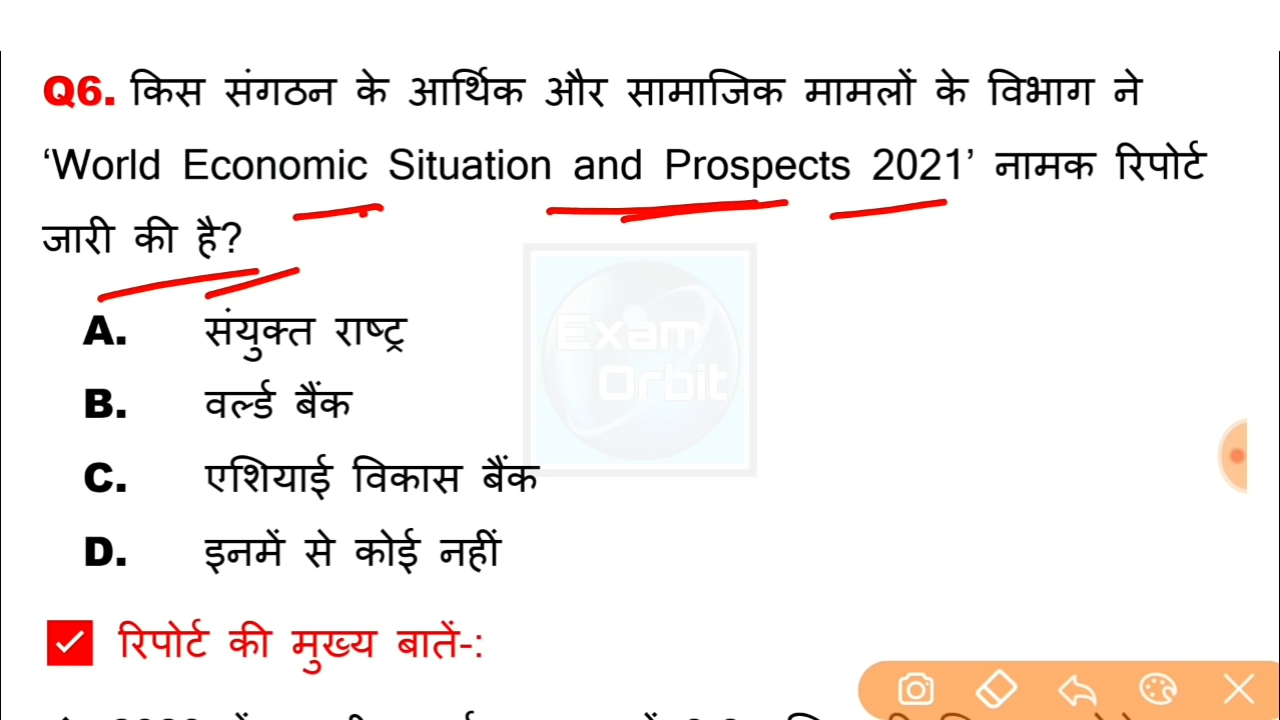 Q6. किस संगठन के आर्थिक और सामाजिक मामलों के विभाग ने
‘World Economic Situation and Prospects 2021’ नामक रिपोर्ट
जारी की है?
A. संयुक्त राष्ट्र
B. वर्ल्ड बैंक
C. एशियाई विकास बैंक
D. इनमें से कोई नहीं
Exam
Orbit
रिपोर्ट की मुख्य बातें-: